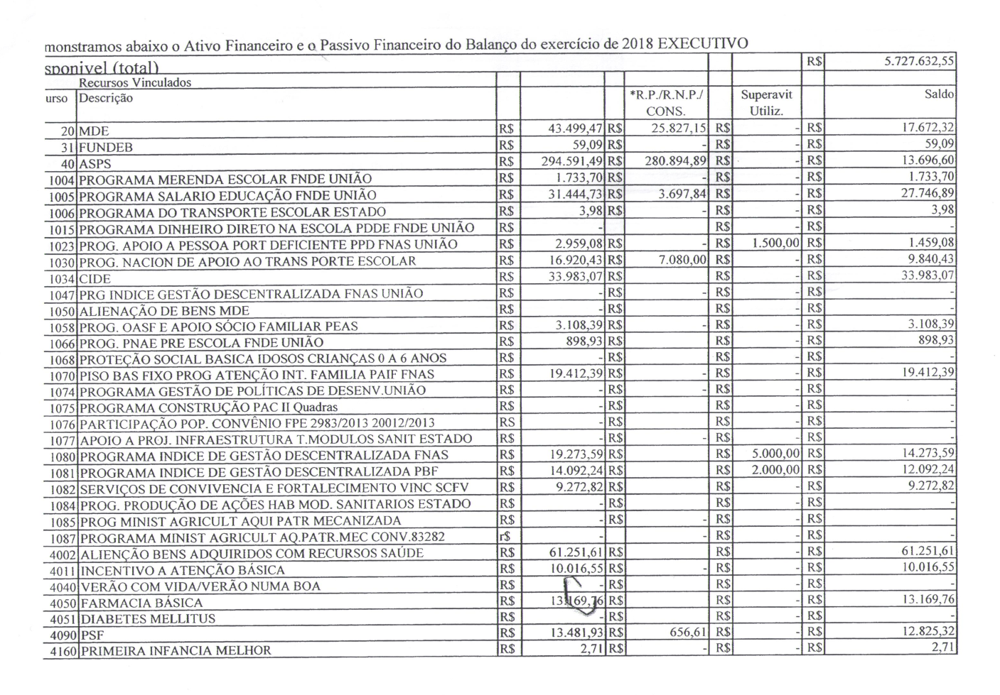 monstramos abaixo o Ativo Financeiro e o Passivo Financeiro do Balanço do exercício de 2018 EXECUTIVO
sponivel (total) R$ 5.727.632,55
Recursos Vinculados
urso Descrição *R.P./R.N.P./ CONS. Superavit Utiliz. Saldo
20 MDE R$ 43.499,47 R$ 25.827,15 R$ - R$ 17.672,32
31 FUNDEB R$ 59,09 R$ - R$ - R$ 59,09
40 ASPS R$ 294.591,49 R$ 280.894,89 R$ - R$ 13.696,60
1004 PROGRAMA MERENDA ESCOLAR FNDE UNIÃO R$ 1.733,70 R$ - R$ - R$ 1.733,70
1005 PROGRAMA SALARIO EDUCAÇÃO FNDE UNIÃO R$ 31.444,73 R$ 3.697,84 R$ - R$ 27.746,89
1006 PROGRAMA DO TRANSPORTE ESCOLAR ESTADO R$ 3,98 R$ - R$ - R$ 3,98
1015 PROGRAMA DINHEIRO DIRETO NA ESCOLA PDDE FNDE UNIÃO R$ - R$ - R$ -
1023 PROG. APOIO A PESSOA PORT DEFICIENTE PPD FNAS UNIÃO R$ 2.959,08 R$ - R$ 1.500,00 R$ 1.459,08
1030 PROG. NACION DE APOIO AO TRANS PORTE ESCOLAR R$ 16.920,43 R$ 7.080,00 R$ - R$ 9.840,43
1034 CIDE R$ 33.983,07 R$ R$ - R$ 33.983,07
1047 PRG INDICE GESTÃO DESCENTRALIZADA FNAS UNIÃO R$ - R$ - R$ - R$ -
1050 ALIENAÇÃO DE BENS MDE R$ - R$ - R$ - R$ -
1058 PROG. OASF E APOIO SÓCIO FAMILIAR PEAS R$ 3.108,39 R$ - R$ - R$ 3.108,39
1066 PROG. PNAE PRE ESCOLA FNDE UNIÃO R$ 898,93 R$ - R$ - R$ 898,93
1068 PROTEÇÃO SOCIAL BASICA IDOSOS CRIANÇAS 0 A 6 ANOS R$ - R$ R$ - R$ -
1070 PISO BAS FIXO PROG ATENÇÃO INT. FAMILIA PAIF FNAS R$ 19.412,39 R$ - R$ - R$ 19.412,39
1074 PROGRAMA GESTÃO DE POLÍTICAS DE DESENV.UNIÃO R$ - R$ - R$ - R$ -
1075 PROGRAMA CONSTRUÇÃO PAC II Quadras R$ - R$ R$ - R$ -
1076 PARTICIPAÇÃO POP. CONVÊNIO FPE 2983/2013 20012/2013 RS - R$ - R$ - R$ -
1077 APOIO A PROJ. INFRAESTRUTURA T.MODULOS SANIT ESTADO R$ - R$ - R$ - R$ -
1080 PROGRAMA INDICE DE GESTÃO DESCENTRALIZADA FNAS R$ 19.273,59 R$ R$ 5.000,00 R$ 14.273,59
1081 PROGRAMA INDICE DE GESTÃO DESCENTRALIZADA PBF R$ 14.092,24 R$ R$ 2.000,00 R$ 12.092,24
1082 SERVIÇOS DE CONVIVENCIA E FORTALECIMENTO VINC SCFV R$ 9.272,82 R$ R$ - R$ 9.272,82
1084 PROG. PRODUÇÃO DE AÇÕES HAB MOD. SANITARIOS ESTADO R$ - R$ - R$ - R$ -
1085 PROG MINIST AGRICULT AQUI PATR MECANIZADA R$ - R$ - R$ - R$ -
1087 PROGRAMA MINIST AGRICULT AQ.PATR.MEC CONV.83282 r$ - - R$ - R$ -
4002 ALIENÇÃO BENS ADQUIRIDOS COM RECURSOS SAÚDE R$ 61.251,61 R$ R$ - R$ 61.251,61
4011 INCENTIVO A ATENÇÃO BÁSICA R$ 10.016,55 R$ - R$ - R$ 10.016,55
4040 VERÃO COM VIDA/VERÃO NUMA BOA R$ - R$ R$ - R$ -
4050 FARMACIA BÁSICA R$ 13.169,76 R$ R$ - R$ 13.169,76
4051 DIABETES MELLITUS R$ - R$ R$ - R$ -
4090 PSF R$ 13.481,93 R$ 656,61 R$ - R$ 12.825,32
4160 PRIMEIRA INFANCIA MELHOR R$ 2,71 R$ - R$ - R$ 2,71